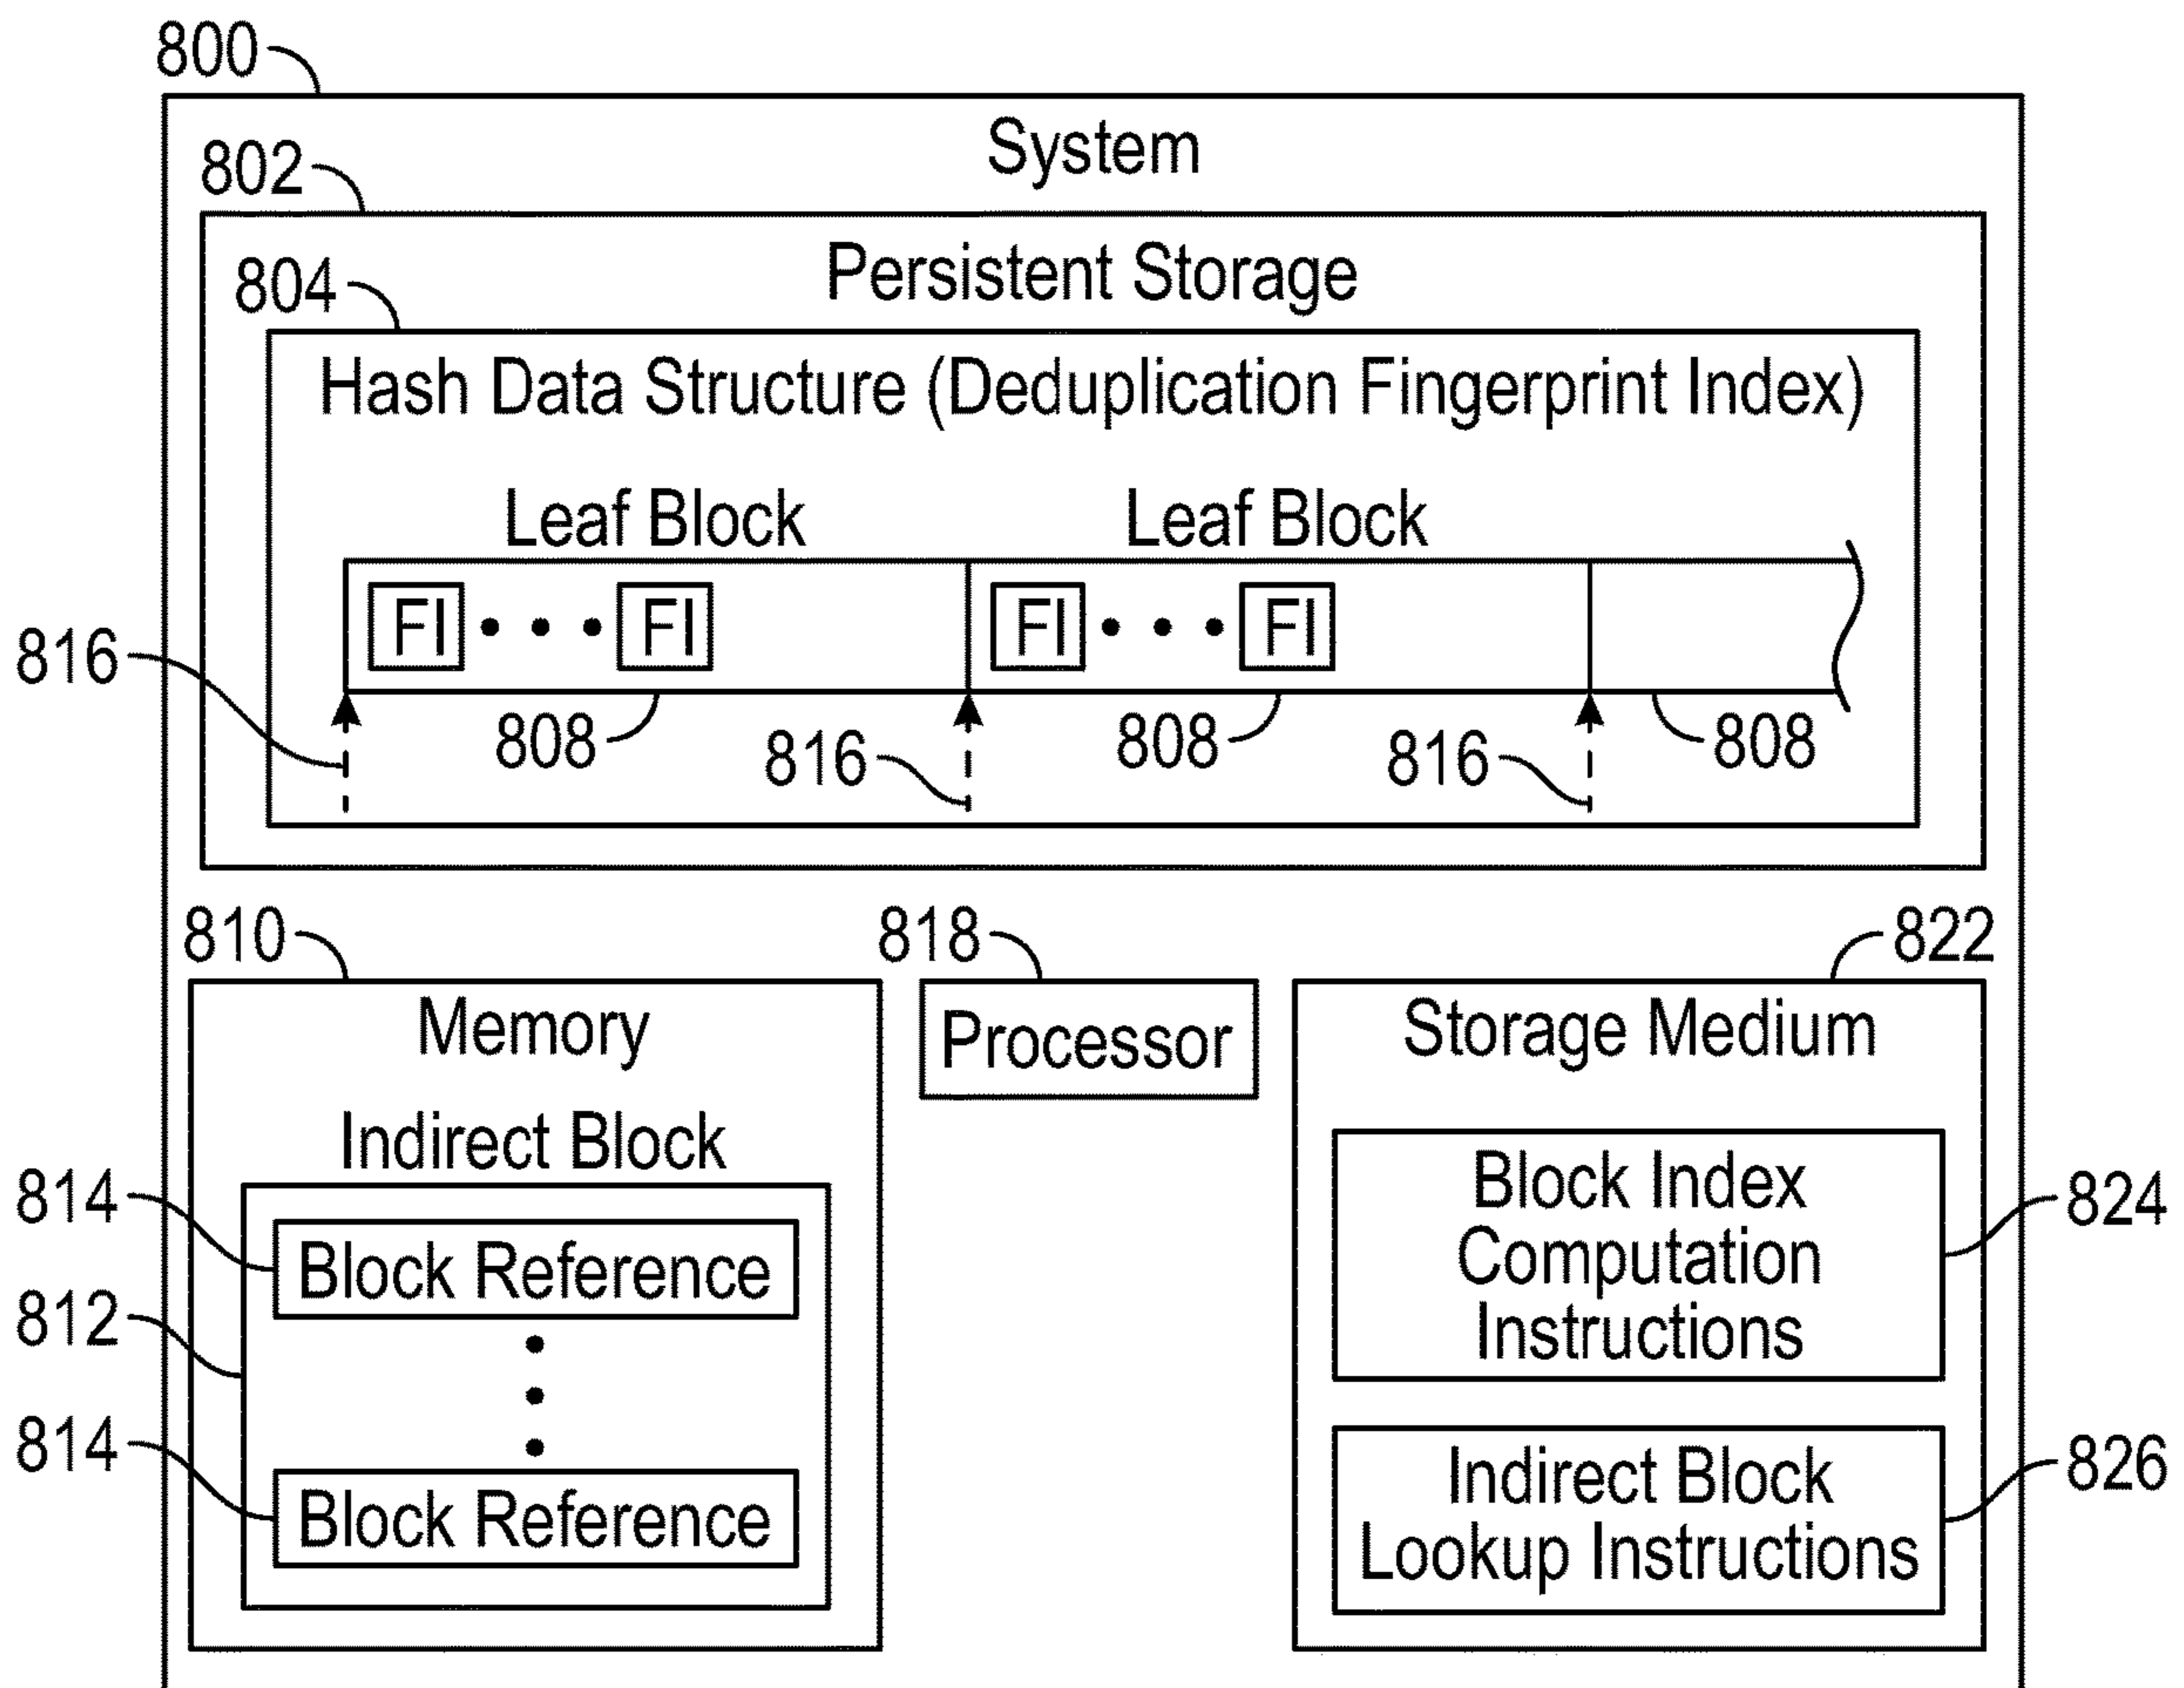 800
System
802
Persistent Storage
804
Hash Data Structure (Deduplication Fingerprint Index)
Leaf Block Leaf Block
FI FI FI FI
816
808 816 808 816 808
810 818 822
Memory Processor Storage Medium
Indirect Block
814 Block Reference
812
814 Block Reference
Block Index
Computation
Instructions
824
Indirect Block
Lookup Instructions
826